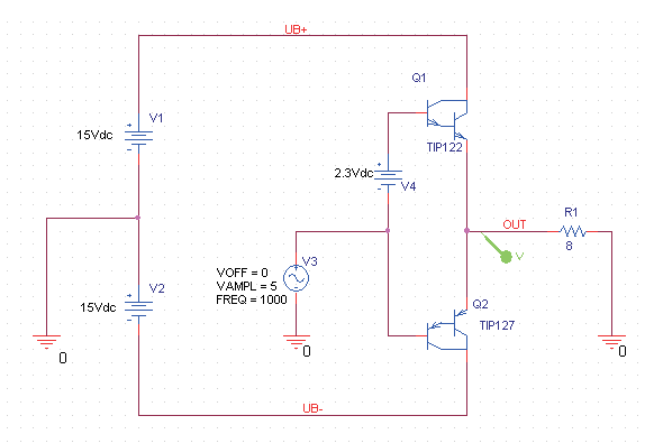 UB+
Q1
V1
15Vdc
TIP122
2.3Vdc
V4
R1
OUT
8
V
V3
VOFF = 0
VAMPL = 5
FREQ = 1000
V2
15Vdc
Q2
TIP127
0
0
0
UB-